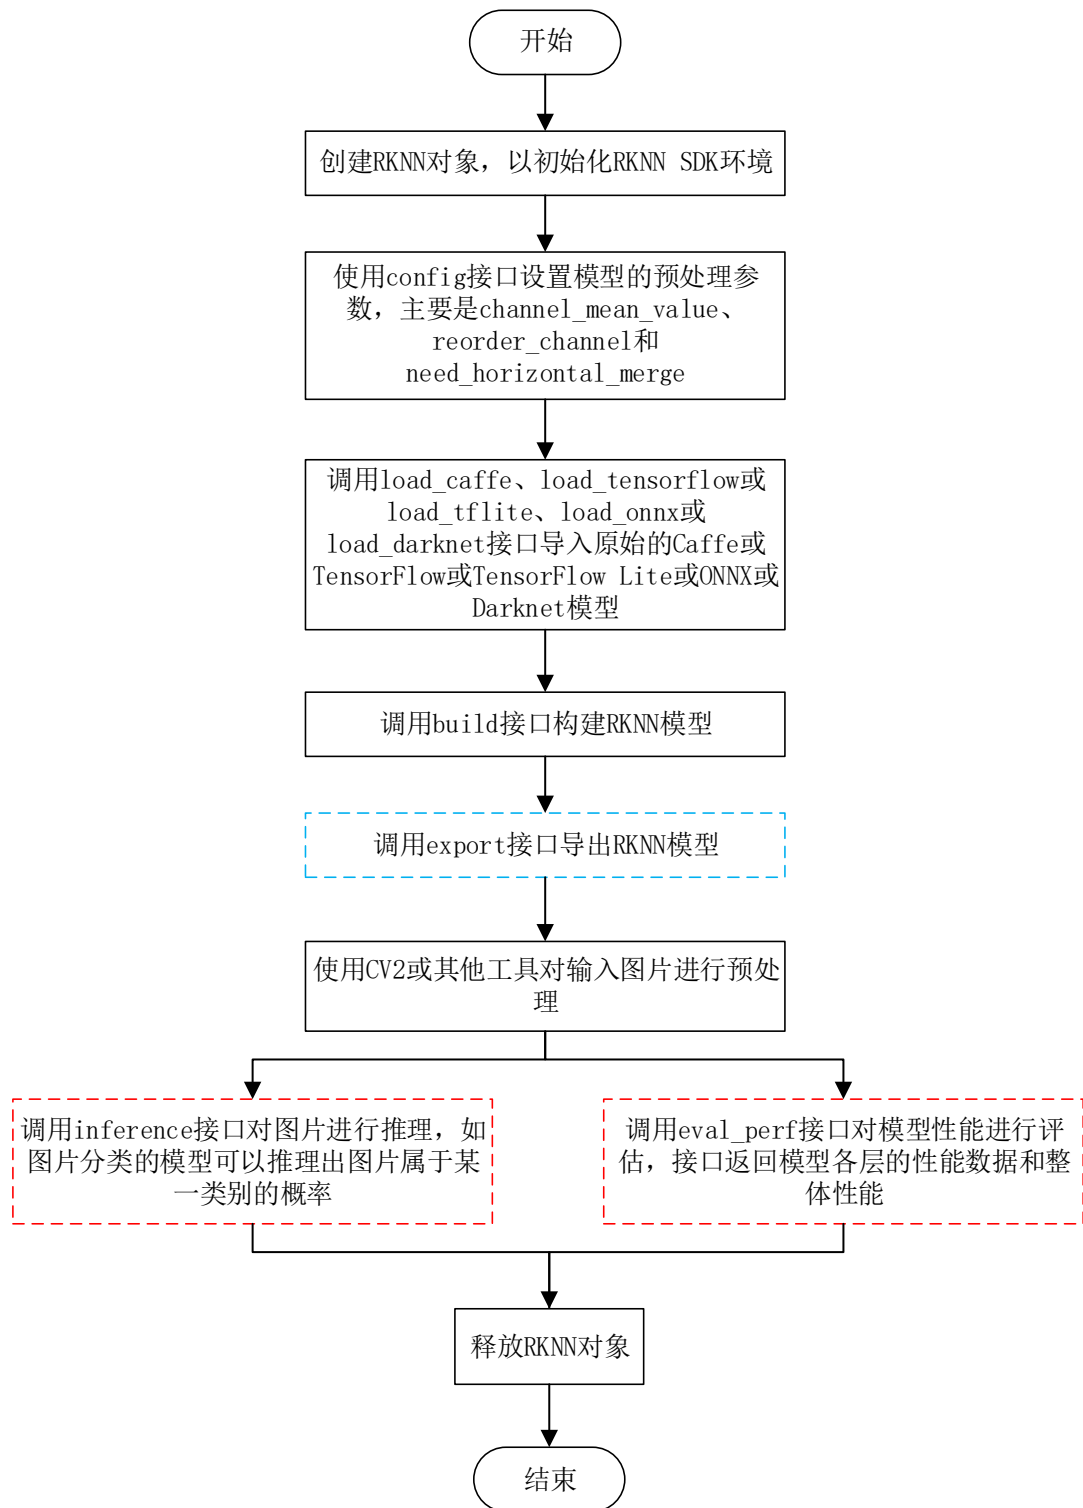 开始
创建RKNN对象，以初始化RKNN SDK环境
使用config接口设置模型的预处理参
数，主要是channel_mean_value、
reorder_channel和
need_horizontal_merge
调用load_caffe、load_tensorflow或
load_tflite、load_onnx或
load_darknet接口导入原始的Caffe或
TensorFlow或TensorFlow Lite或ONNX或
Darknet模型
调用build接口构建RKNN模型
调用export接口导出RKNN模型
使用CV2或其他工具对输入图片进行预处
理
调用inference接口对图片进行推理，如
图片分类的模型可以推理出图片属于某
一类别的概率
调用eval_perf接口对模型性能进行评
估，接口返回模型各层的性能数据和整
体性能
释放RKNN对象
结束